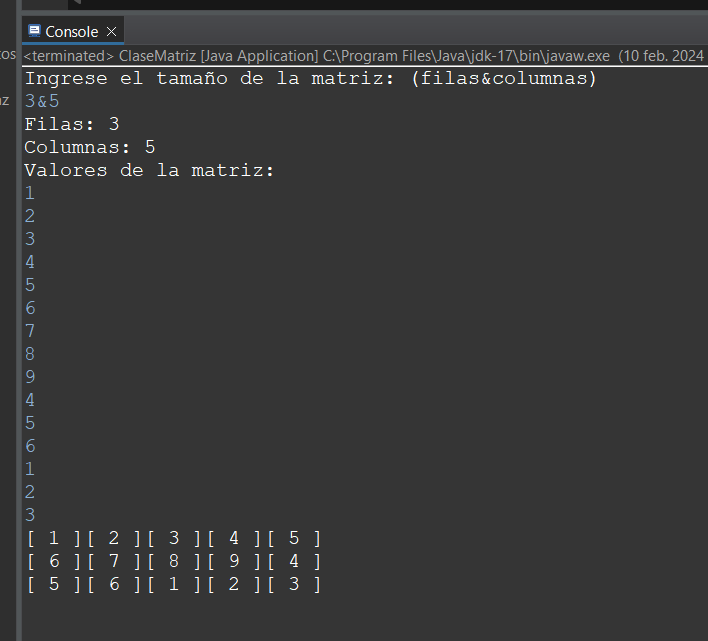 Console
os
<terminated> ClaseMatriz [Java Application] C:\Program Files\Java\jdk-17\bin\javaw.exe (10 feb. 2024
Ingrese el tamaño de la matriz: (filas&columnas)
az
3&5
Filas: 3
Columnas: 5
Valores de la matriz:
1
2
3
4
5
6
7
8
9
4
5
6
1
2
3
[ 1 ][ 2 ][ 3 ][ 4 ][ 5 ]
[ 6 ][ 7 ][ 8 ][ 9 ][ 4 ]
[ 5 ][ 6 ][ 1 ][ 2 ][ 3 ]